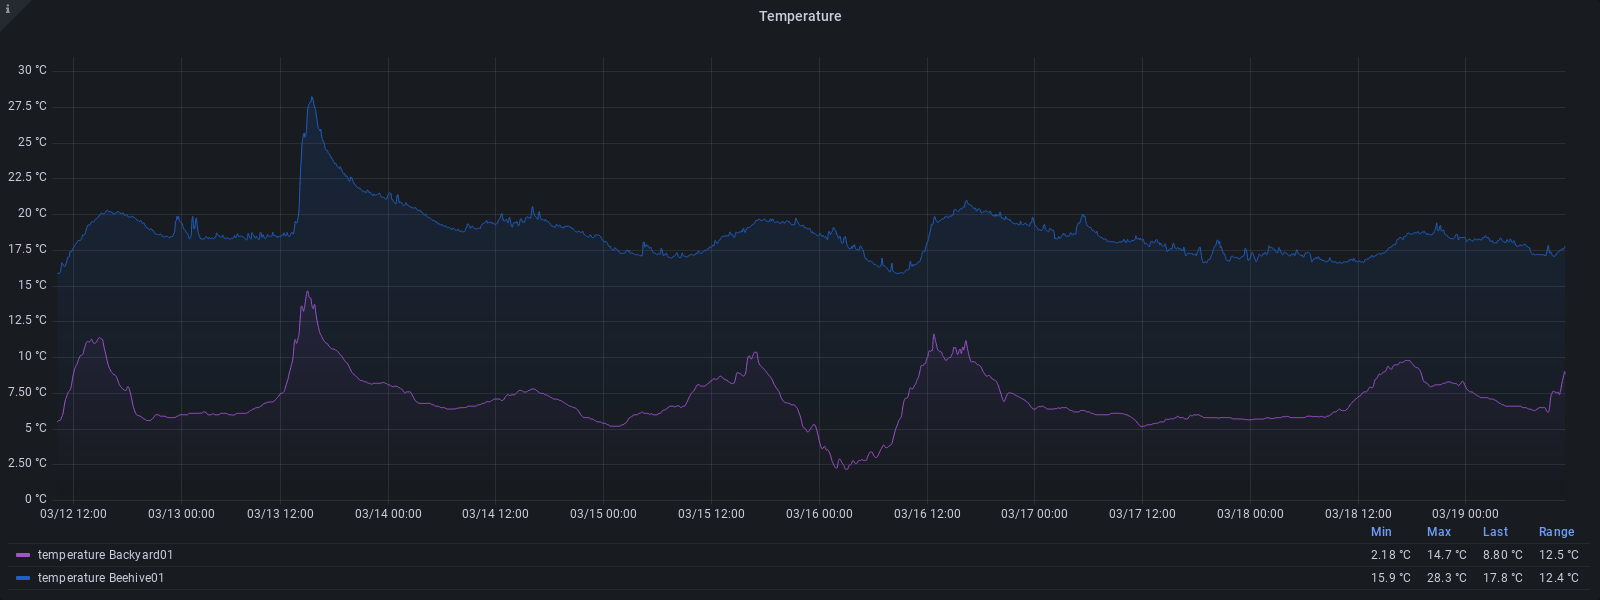 i
Temperature
30 °C
27.5 °C
25 °C
22.5 °C
20 °C
17.5 °C
15 °C
12.5 °C
10 °C
7.50 °C
5 °C
2.50 °C
0 °C
03/12 12:00 03/13 00:00 03/13 12:00 03/14 00:00 03/14 12:00 03/15 00:00 03/15 12:00 03/16 00:00 03/16 12:00 03/17 00:00 03/17 12:00 03/18 00:00 03/18 12:00 03/19 00:00
Min Max Last Range
temperature Backyard01 2.18 °C 14.7 °C 8.80 °C 12.5 °C
temperature Beehive01 15.9 °C 28.3 °C 17.8 °C 12.4 °C